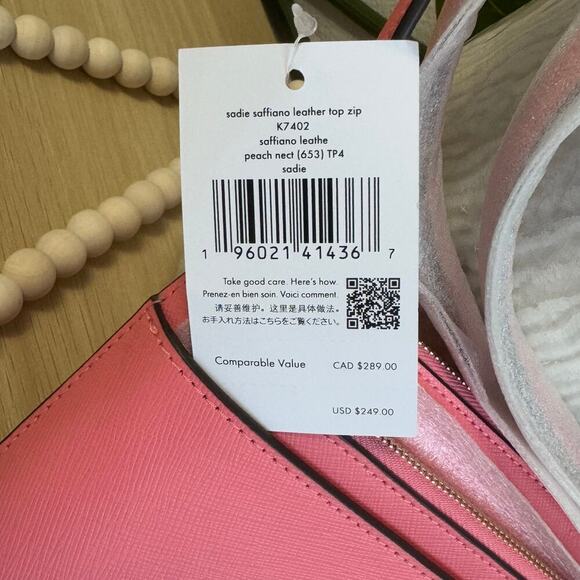 sadie saffiano leather top zip
K7402
saffiano leathe
peach nect (653) TP4
sadie
1 96021 41436 7
Take good care. Here's how.
Prenez-en bien soin. Voici comment.
请妥善维护。这里是具体做法。
お手入れ方法はこちらをご覧ください。
Comparable Value CAD $289.00
USD $249.00